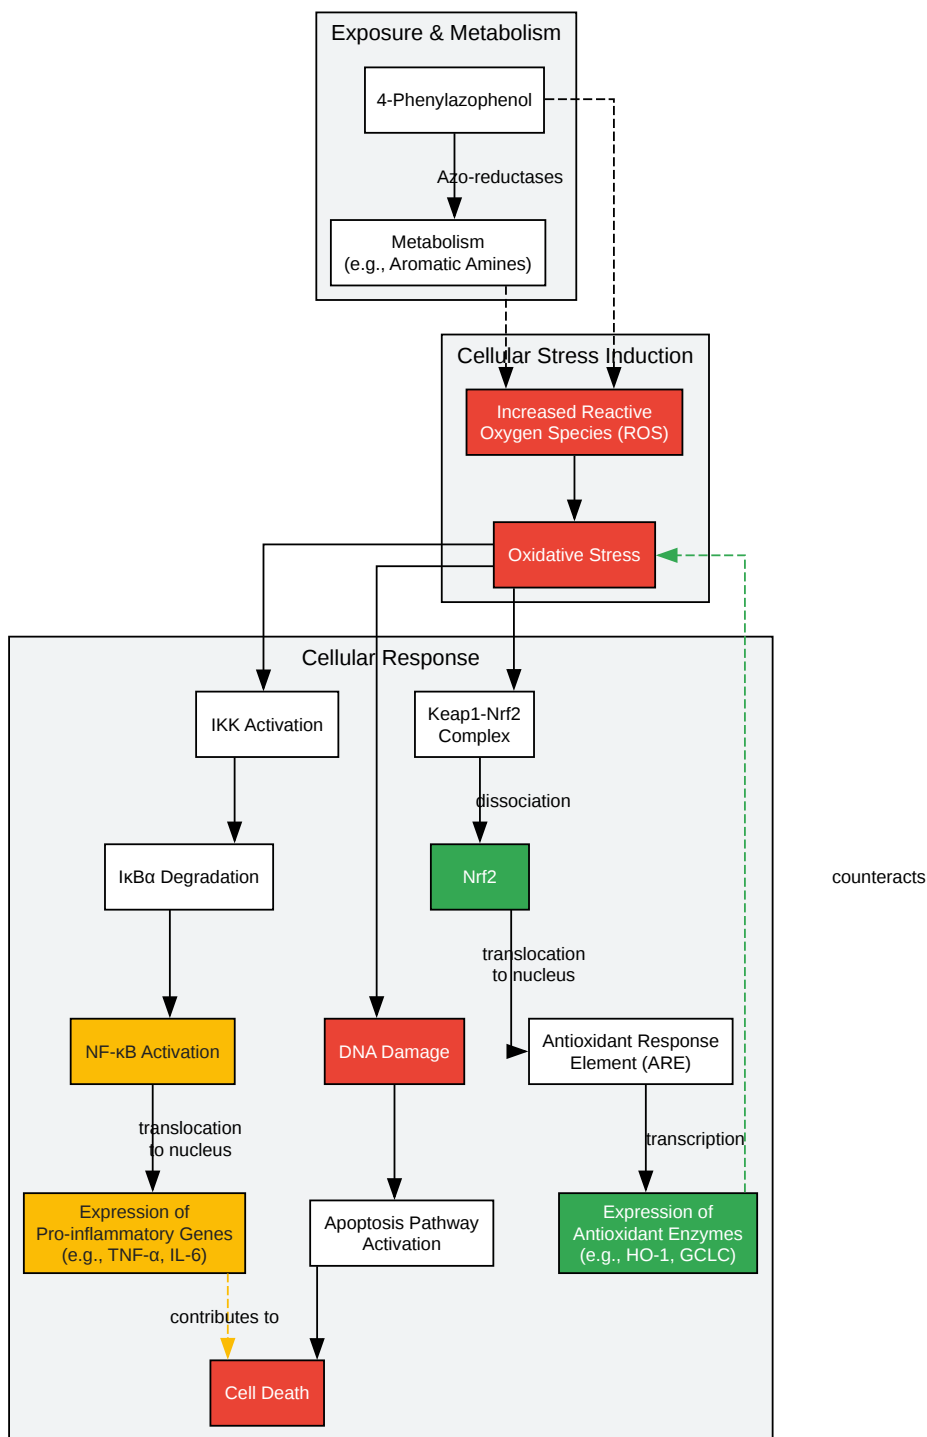 Exposure & Metabolism
4-Phenylazophenol
Azo-reductases
Metabolism
(e.g., Aromatic Amines)
Cellular Stress Induction
Increased Reactive
Oxygen Species (ROS)
Oxidative Stress
Cellular Response
IKK Activation
Keap1-Nrf2
Complex
dissociation
IκBα Degradation
Nrf2
counteracts
translocation
to nucleus
NF-κB Activation
DNA Damage
Antioxidant Response
Element (ARE)
translocation
to nucleus
transcription
Expression of
Pro-inflammatory Genes
(e.g., TNF-α, IL-6)
Apoptosis Pathway
Activation
Expression of
Antioxidant Enzymes
(e.g., HO-1, GCLC)
contributes to
Cell Death